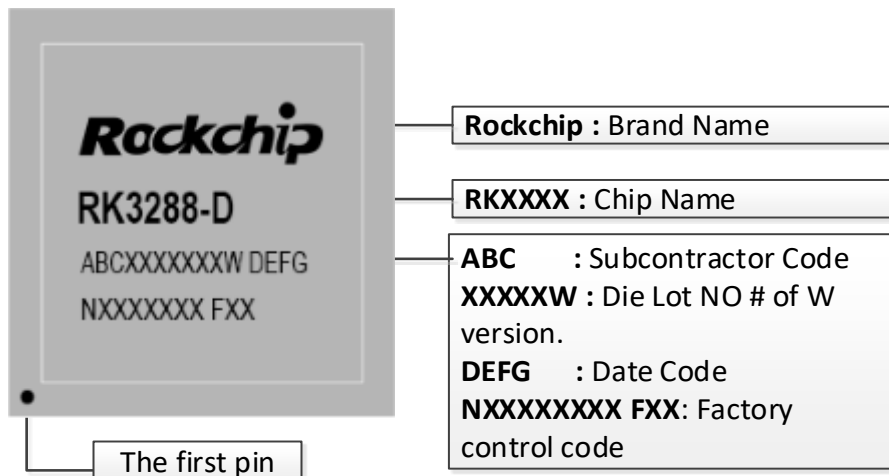 Rockchip
RK3288-D
ABCXXXXXXXW DEFG
NXXXXXXX FXX
Rockchip : Brand Name
RKXXXX : Chip Name
ABC : Subcontractor Code
XXXXXW : Die Lot NO # of W
version.
DEFG : Date Code
NXXXXXXXX FXX: Factory
control code
The first pin